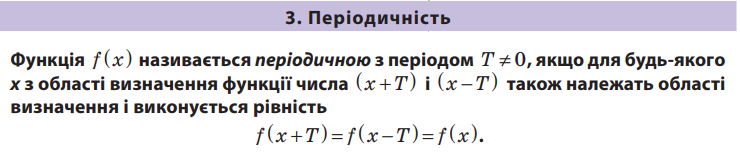 3. Періодичність
Функція f(x) називається періодичною з періодом T≠0, якщо для будь-якого
x з області визначення функції числа (x+T) і (x−T) також належать області
визначення і виконується рівність
f(x+T)=f(x−T)=f(x).